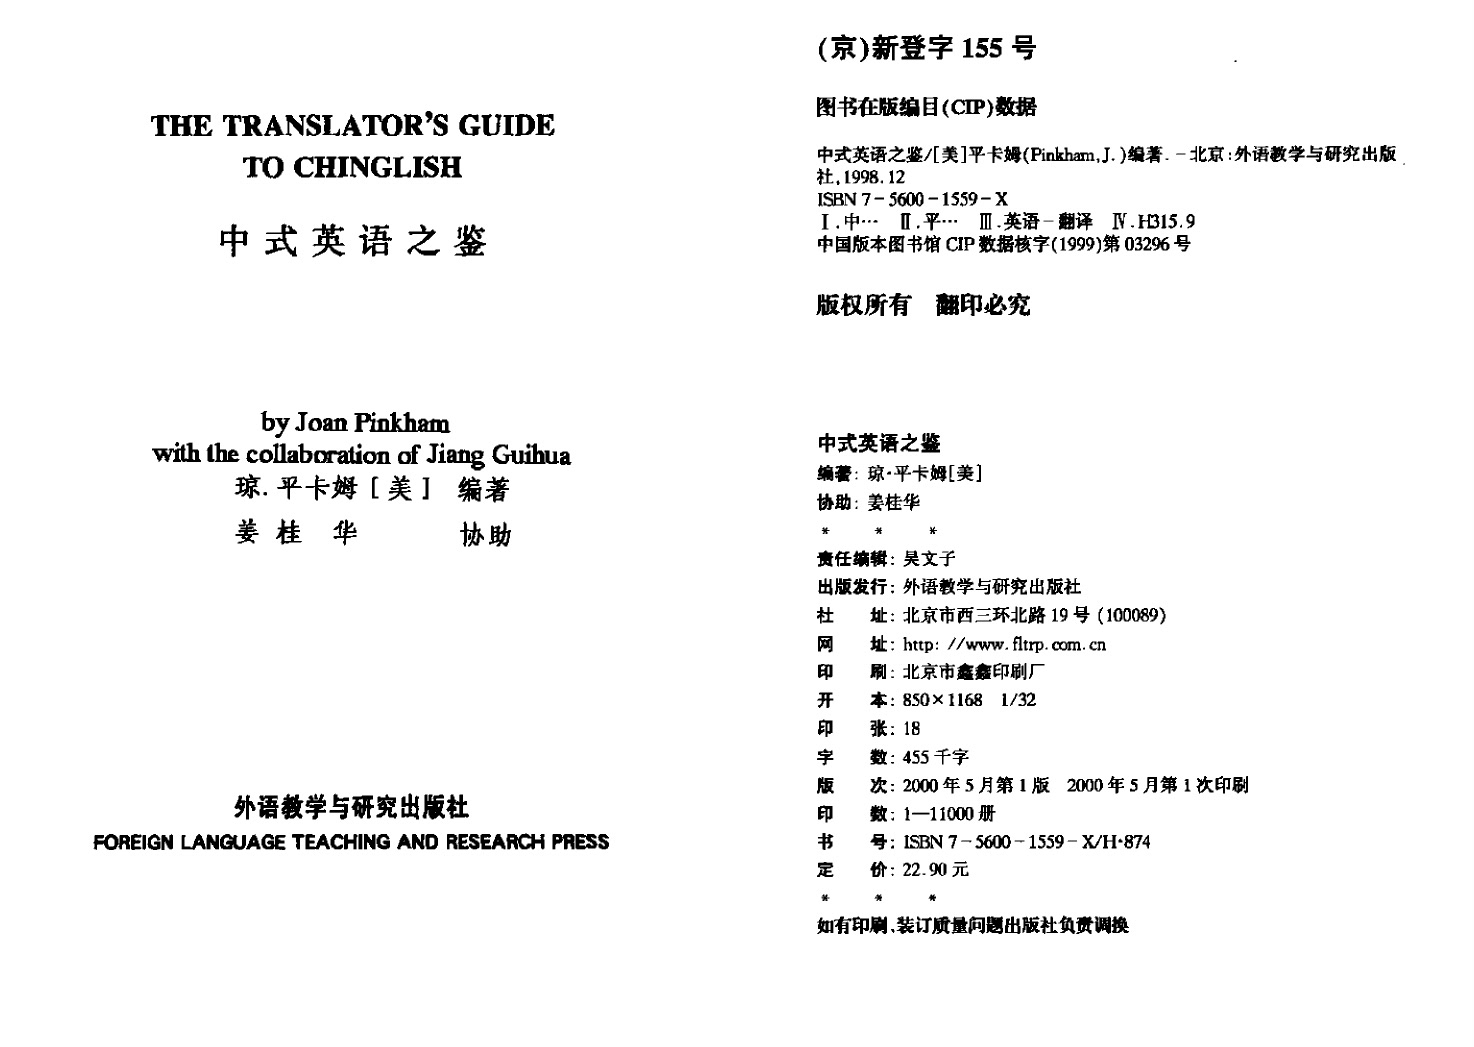 THE TRANSLATOR'S GUIDE
TO CHINGLISH
中式英语之鉴
by Joan Pinkham
with the collaboration of Jiang Guihua
琼.平卡姆[美] 编著
姜桂 华 协助
外语教学与研究出版社
FOREIGN LANGUAGE TEACHING AND RESEARCH PRESS
(京)新登字 155 号
图书在版编目(CIP)数据
中式英语之鉴/[美]平卡姆(Pinkham,J.)编著.-北京:外语教学与研究出版
社,1998.12
ISBN 7-5600-1559-X
Ⅰ.中… Ⅱ.平… Ⅲ.英语-翻译 Ⅳ.H315.9
中国版本图书馆 CIP 数据核字(1999)第 03296 号
版权所有 翻印必究
中式英语之鉴
编著: 琼·平卡姆[美]
协助: 姜桂华
* * *
责任编辑: 吴文子
出版发行: 外语教学与研究出版社
社 址: 北京市西三环北路 19 号 (100089)
网 址: http: //www.fltrp.com.cn
印 刷: 北京市鑫鑫印刷厂
开 本: 850×1168 1/32
印 张: 18
字 数: 455 千字
版 次: 2000 年 5 月第 1 版 2000 年 5 月第 1 次印刷
印 数: 1—11000 册
书 号: ISBN 7-5600-1559-X/H·874
定 价: 22.90 元
* * *
如有印刷、装订质量问题出版社负责调换